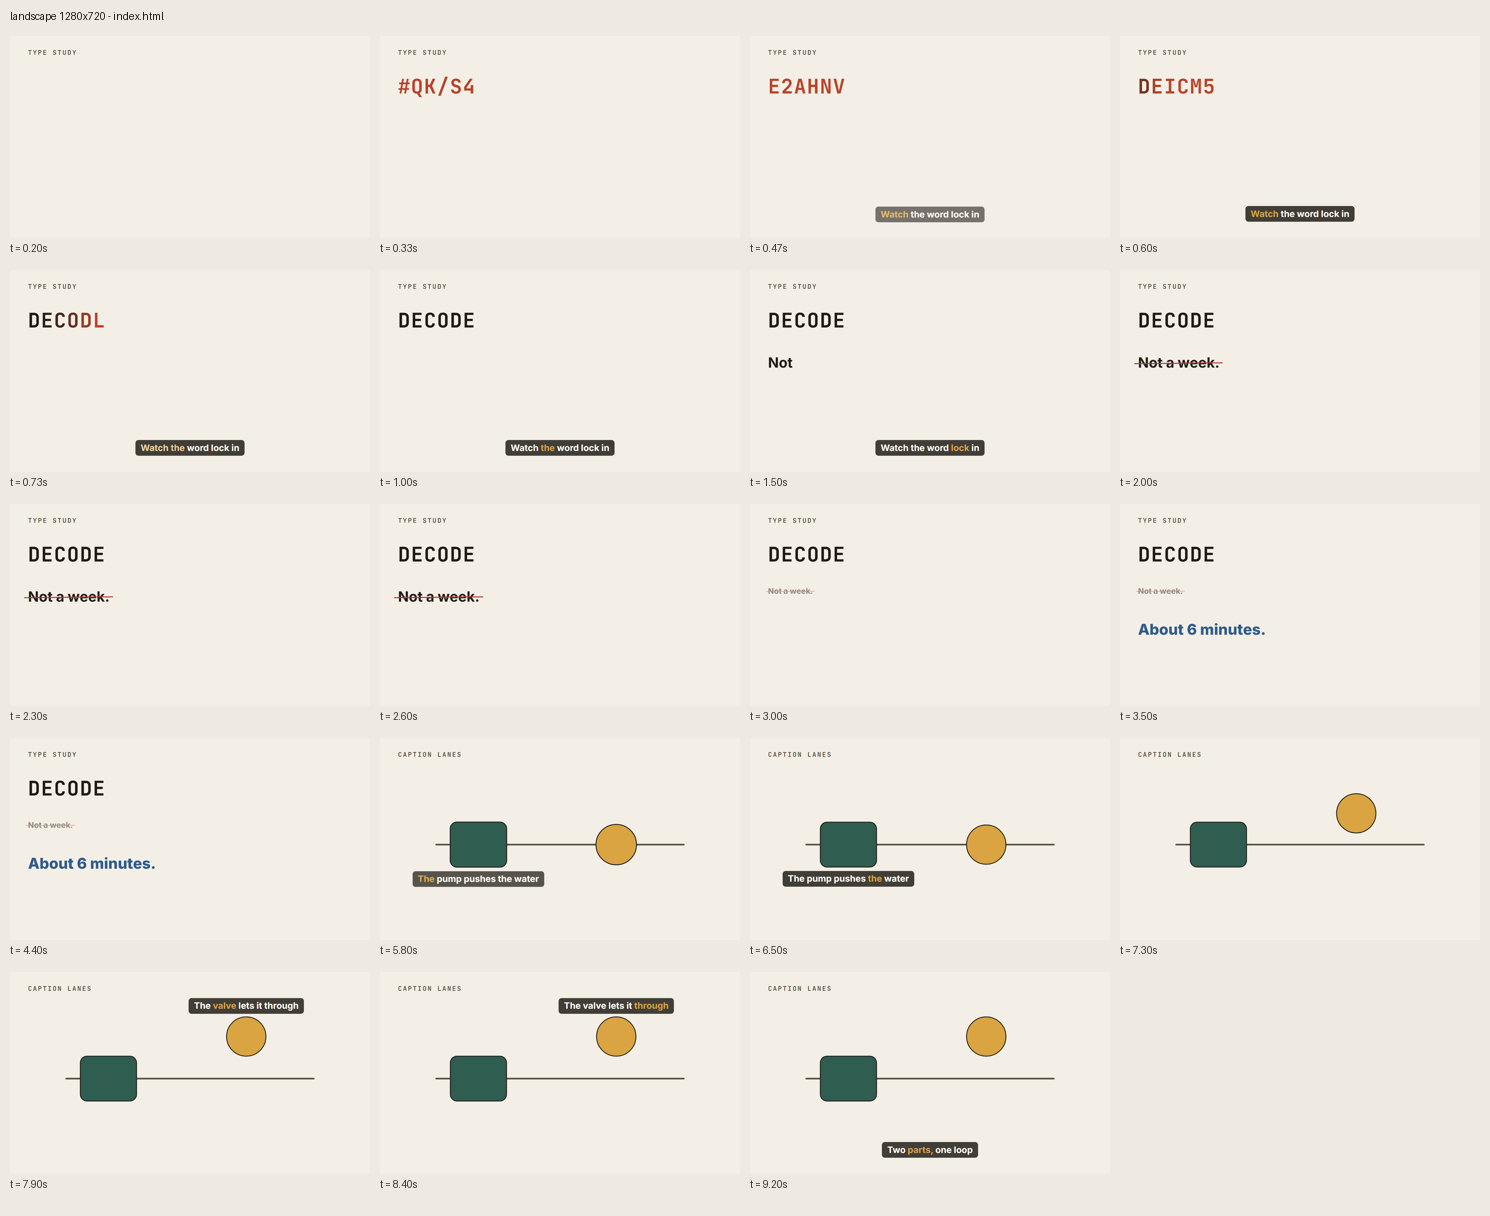 landscape 1280x720 - index.html
TYPE STUDY
TYPE STUDY
TYPE STUDY
TYPE STUDY
#QK/S4
E2AHNV
DEICM5
Watch the word lock in
Watch the word lock in
t = 0.20s
t = 0.33s
t = 0.47s
t = 0.60s
TYPE STUDY
TYPE STUDY
TYPE STUDY
TYPE STUDY
DECODL
DECODE
DECODE
DECODE
Not
Not a week.
Watch the word lock in
Watch the word lock in
Watch the word lock in
t = 0.73s
t = 1.00s
t = 1.50s
t = 2.00s
TYPE STUDY
TYPE STUDY
TYPE STUDY
TYPE STUDY
DECODE
DECODE
DECODE
DECODE
Not a week.
Not a week.
Not a week.
Not a week.
About 6 minutes.
t = 2.30s
t = 2.60s
t = 3.00s
t = 3.50s
TYPE STUDY
CAPTION LANES
CAPTION LANES
CAPTION LANES
DECODE
Not a week.
About 6 minutes.
The pump pushes the water
The pump pushes the water
t = 4.40s
t = 5.80s
t = 6.50s
t = 7.30s
CAPTION LANES
CAPTION LANES
CAPTION LANES
The valve lets it through
The valve lets it through
Two parts, one loop
t = 7.90s
t = 8.40s
t = 9.20s